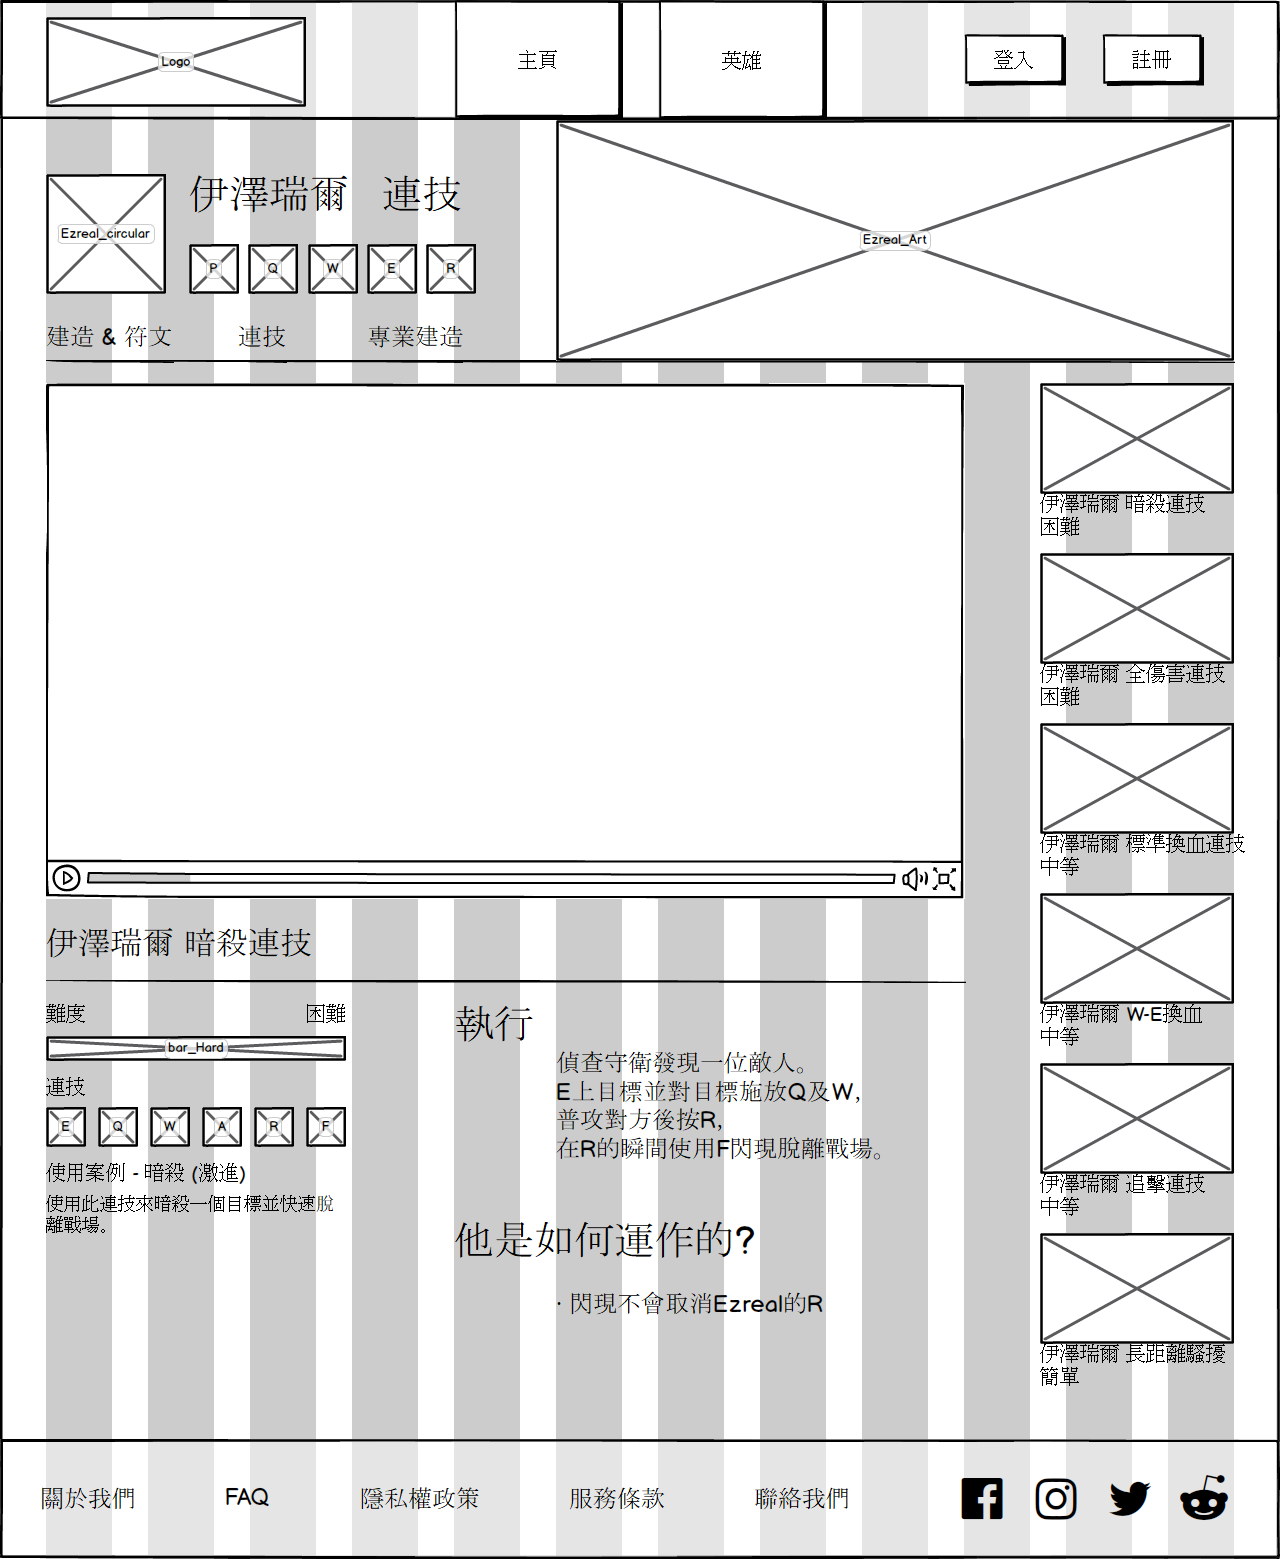 Logo
主頁
英雄
登入
註冊
Ezreal_circular
伊澤瑞爾 連技
P
Q
W
E
R
Ezreal_Art
建造 & 符文
連技
專業建造
伊澤瑞爾 暗殺連技
困難
伊澤瑞爾 全傷害連技
困難
伊澤瑞爾 標準換血連技
中等
伊澤瑞爾 W-E換血
中等
伊澤瑞爾 追擊連技
中等
伊澤瑞爾 長距離騷擾
簡單
伊澤瑞爾 暗殺連技
難度
困難
bar_Hard
連技
E
Q
W
A
R
F
使用案例 - 暗殺 (激進)
使用此連技來暗殺一個目標並快速脫
離戰場。
執行
偵查守衛發現一位敵人。
E上目標並對目標施放Q及W,
普攻對方後按R,
在R的瞬間使用F閃現脫離戰場。
他是如何運作的?
· 閃現不會取消Ezreal的R
關於我們
FAQ
隱私權政策
服務條款
聯絡我們